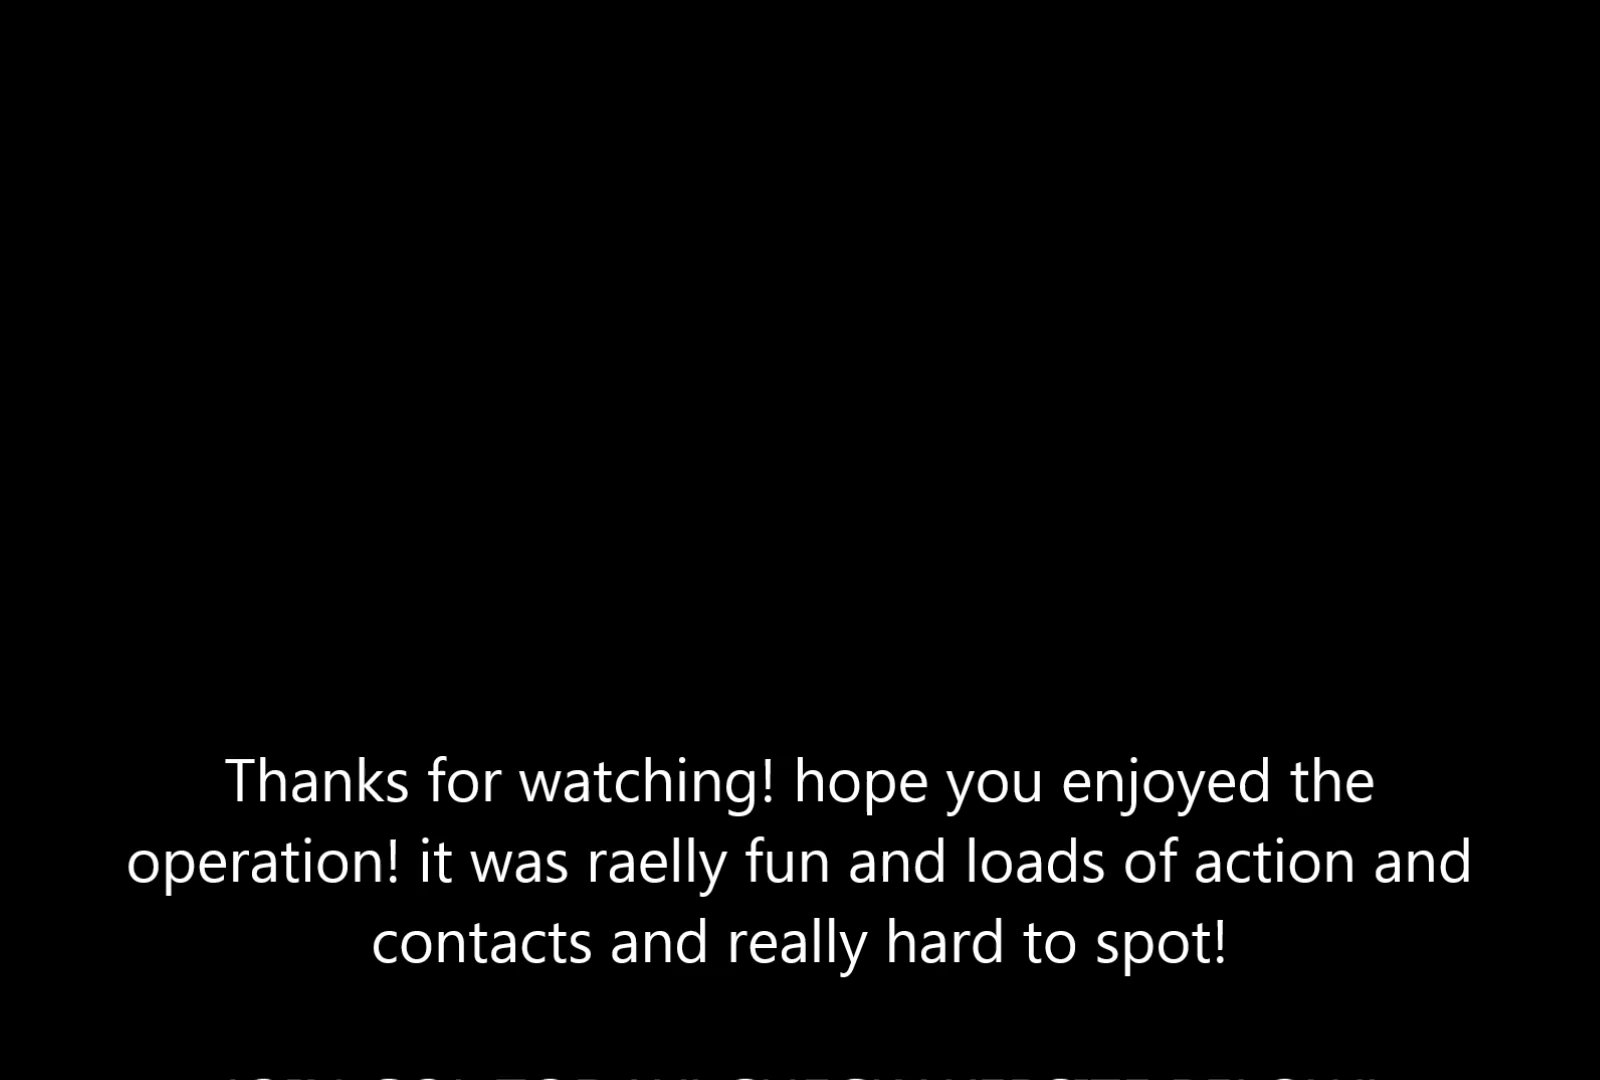 Thanks for watching! hope you enjoyed the
operation! it was raelly fun and loads of action and
contacts and really hard to spot!